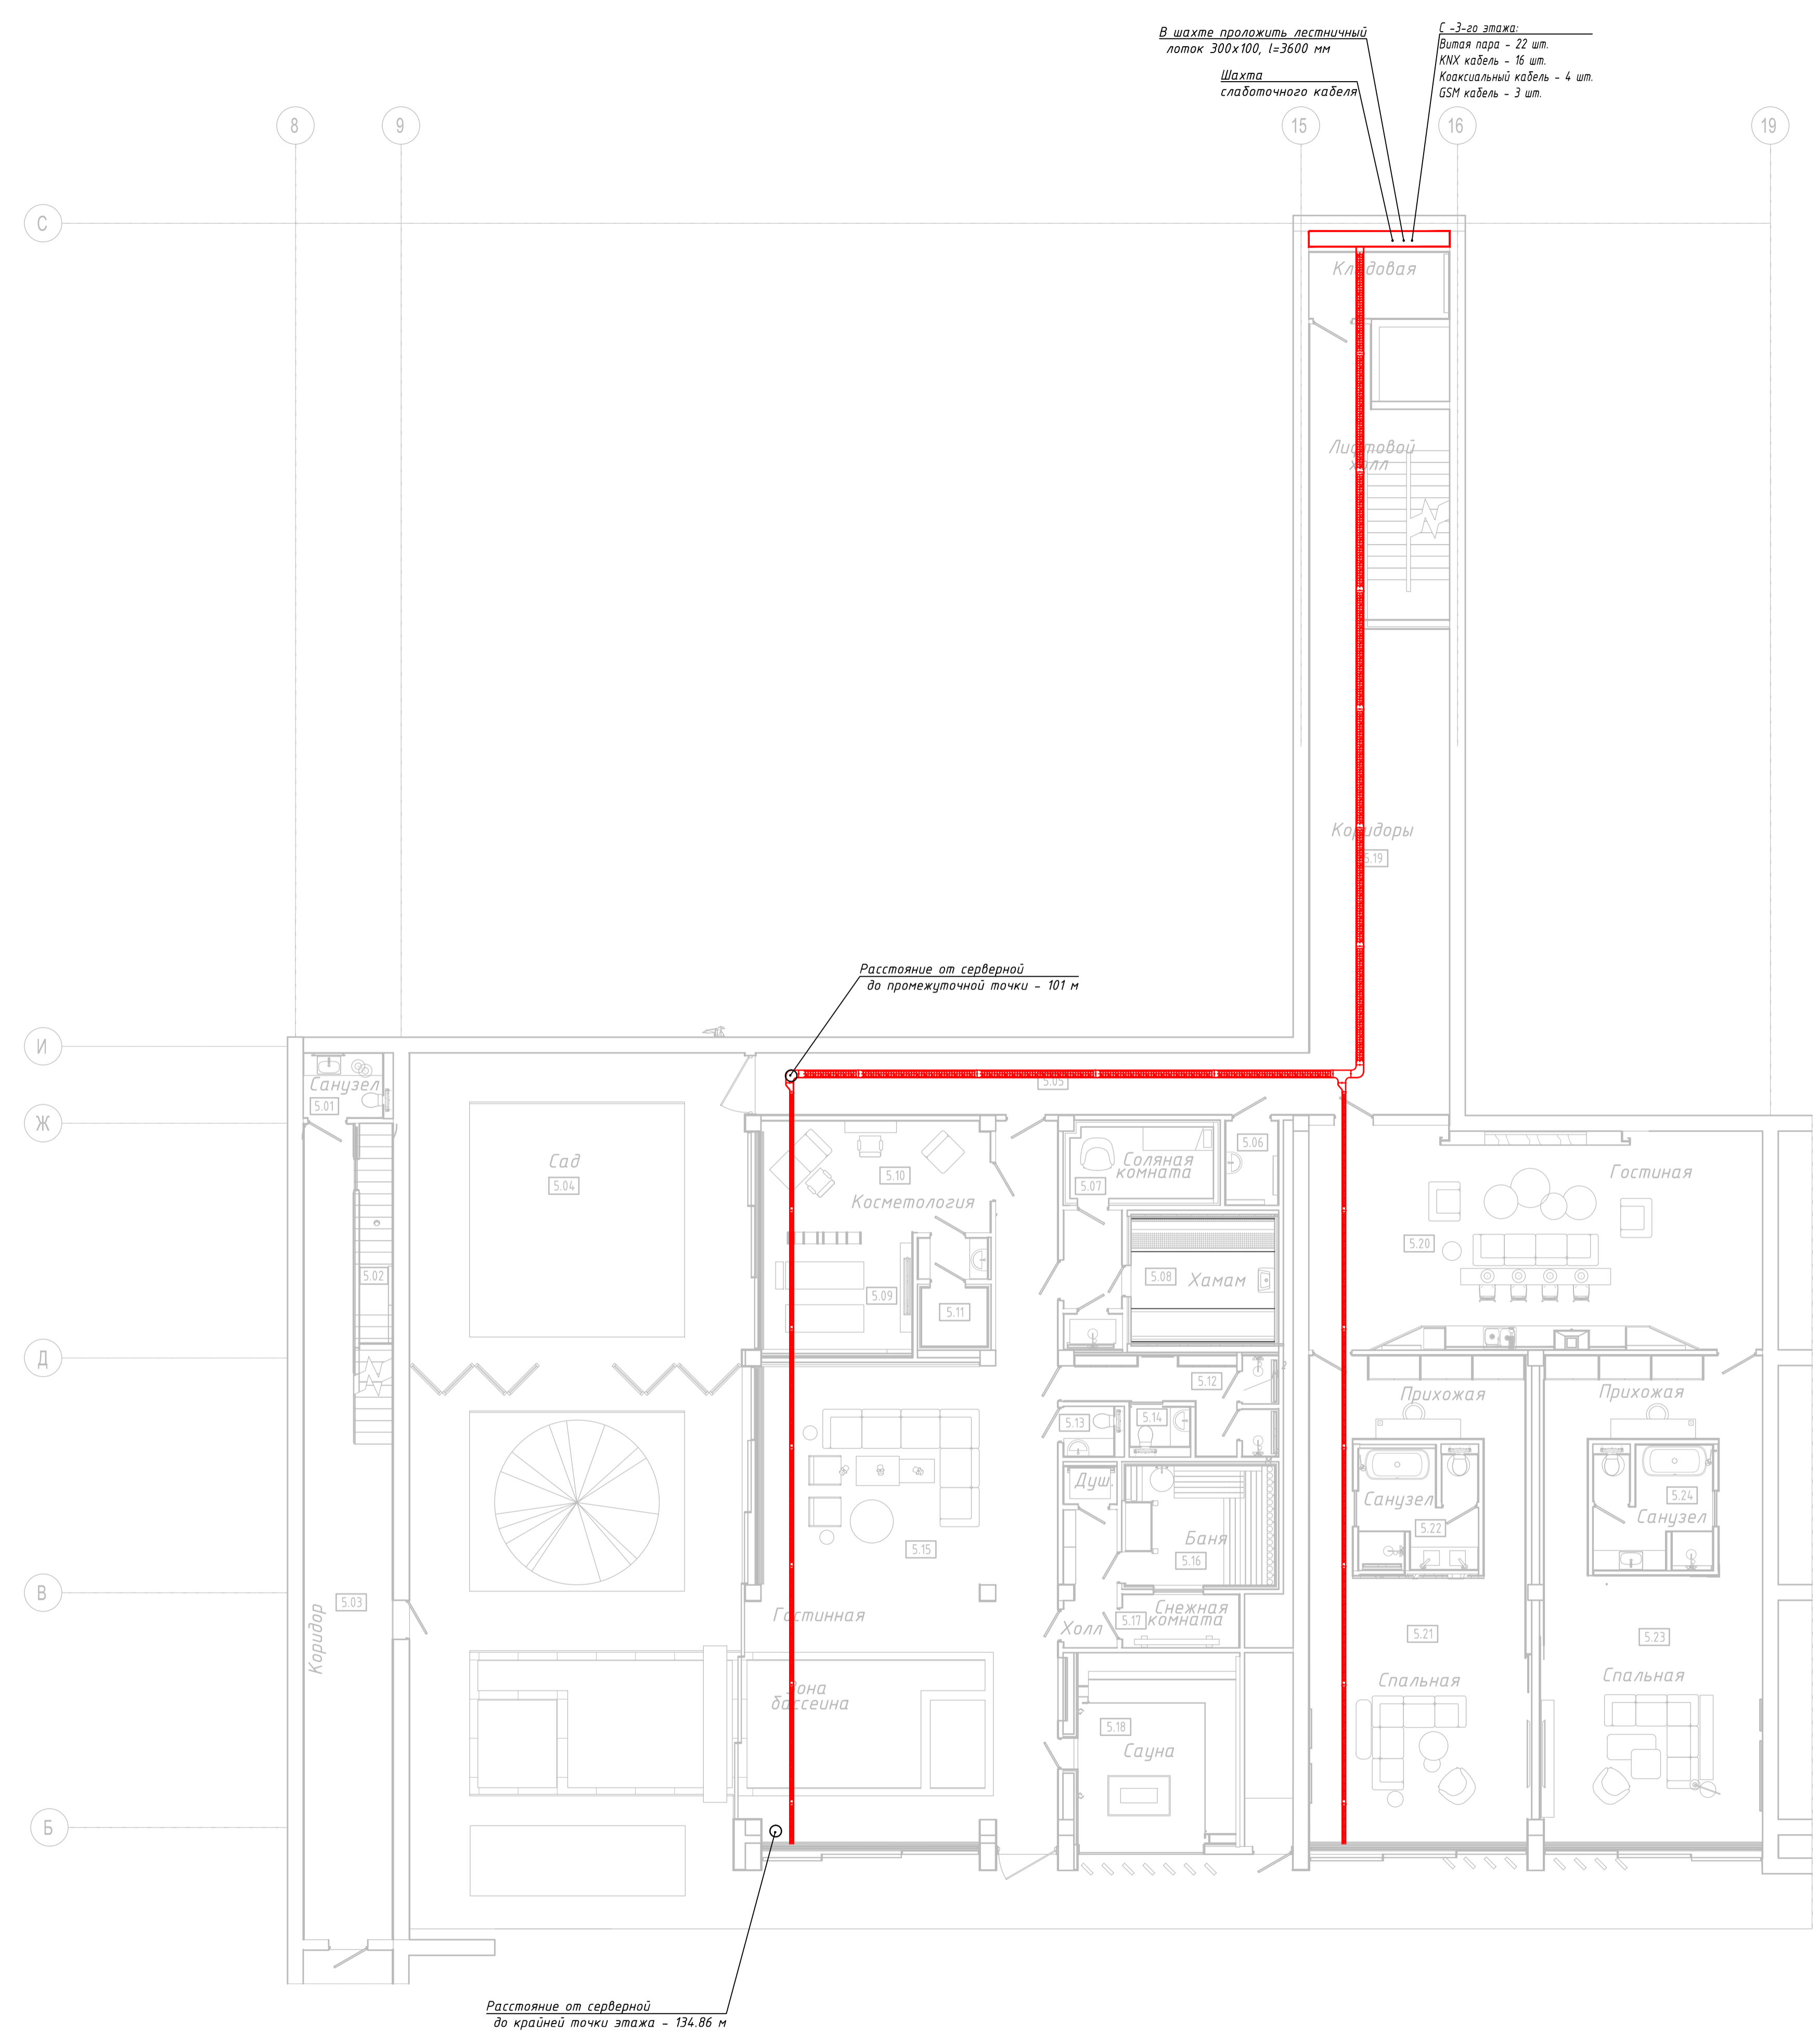 В шахте проложить лестничный
лоток 300х100, l=3600 мм
Шахта
слаботочного кабеля
С -3-го этажа:
Витая пара - 22 шт.
KNX кабель - 16 шт.
Коаксиальный кабель - 4 шт.
GSM кабель - 3 шт.
8
9
15
16
19
С
Кладовая
Лифтовой
холл
Коридоры
5.19
Расстояние от серверной
до промежуточной точки - 101 м
И
5.05
Санузел
5.01
Ж
Сад
5.04
5.10
Косметология
Соляная
комната
5.07
5.06
Гостиная
5.20
5.02
5.09
5.11
5.08
Хамам
Д
5.12
Прихожая
Прихожая
5.13
5.14
Душ.
Санузел
5.22
5.24
Санузел
5.15
Баня
5.16
В
5.03
Коридор
Гостинная
Холл
5.17
Снежная
комната
5.21
5.23
Зона
бассеина
Спальная
Спальная
5.18
Сауна
Б
Расстояние от серверной
до крайней точки этажа - 134.86 м